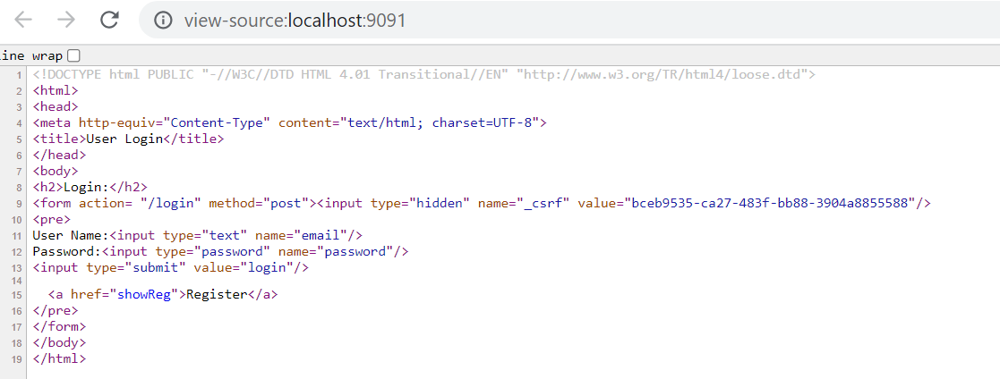 view-source:localhost:9091
ine wrap
1 <!DOCTYPE html PUBLIC "-//W3C//DTD HTML 4.01 Transitional//EN" "http://www.w3.org/TR/html4/loose.dtd">
2 <html>
3 <head>
4 <meta http-equiv="Content-Type" content="text/html; charset=UTF-8">
5 <title>User Login</title>
6 </head>
7 <body>
8 <h2>Login:</h2>
9 <form action= "/login" method="post"><input type="hidden" name="_csrf" value="bceb9535-ca27-483f-bb88-3904a8855588"/>
10 <pre>
11 User Name:<input type="text" name="email"/>
12 Password:<input type="password" name="password"/>
13 <input type="submit" value="login"/>
14
15   <a href="showReg">Register</a>
16 </pre>
17 </form>
18 </body>
19 </html>